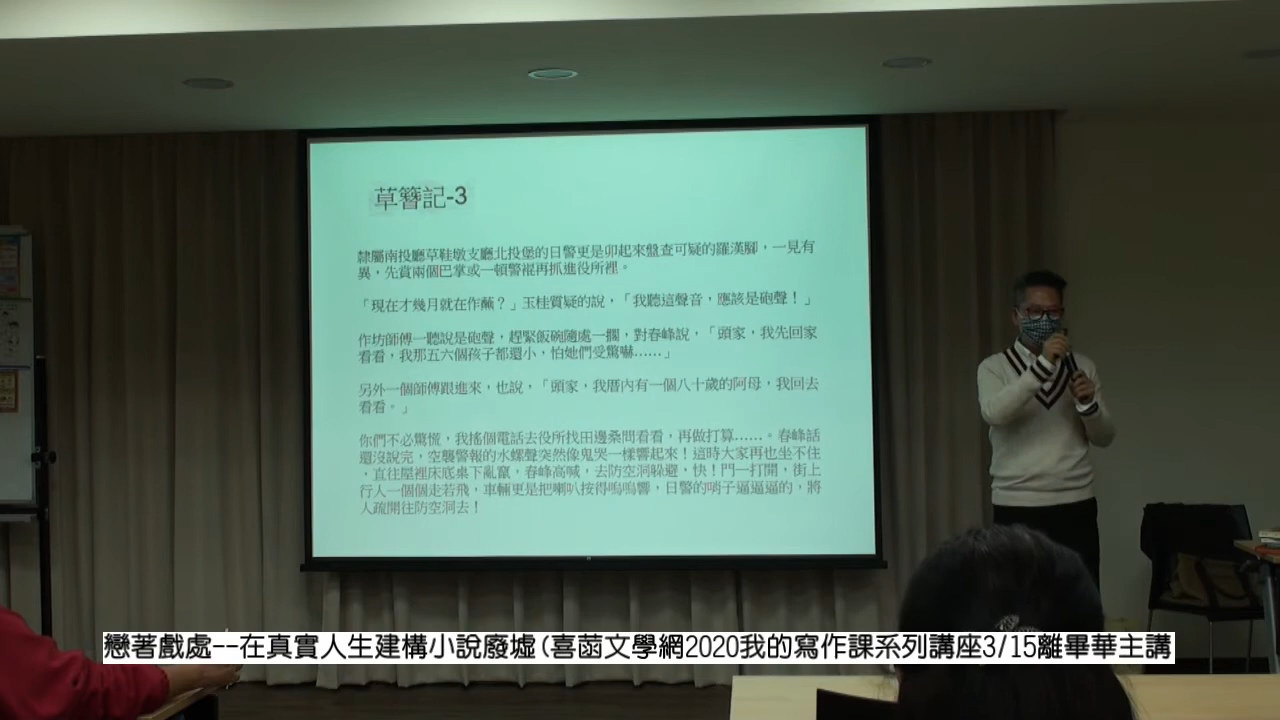 草簪記-3
隸屬南投廳草鞋墩支廳北投堡的日警更是卯起來盤查可疑的羅漢腳，一見有
異，先賁兩個巴掌或一頓警棍再抓進役所裡。
「現在才幾月就在作醮？」玉桂質疑的說，「我聽這聲音，應該是砲聲！」
作坊師傅一聽說是砲聲，趕緊飯碗隨處一擱，對春峰說，「頭家，我先回家
看看，我那五六個孩子都還小，怕她們受驚嚇……」
另外一個師傅跟進來，也說，「頭家，我厝內有一個八十歲的阿母，我回去
看看。」
你們不必驚慌，我搖個電話去役所找田邊桑問看看，再做打算……。春峰話
還沒說完，空襲警報的水螺聲突然像鬼哭一樣響起來！這時大家再也坐不住
，直往屋裡床底桌下亂竄，春峰高喊，去防空洞躲避，快！門一打開，街上
行人一個個走若飛，車輛更是把喇叭按得嗚嗚響，日警的哨子逼逼逼的，將
人疏開往防空洞去！
戀著戲處--在真實人生建構小說廢墟(喜菡文學網2020我的寫作課系列講座3/15離畢華主講